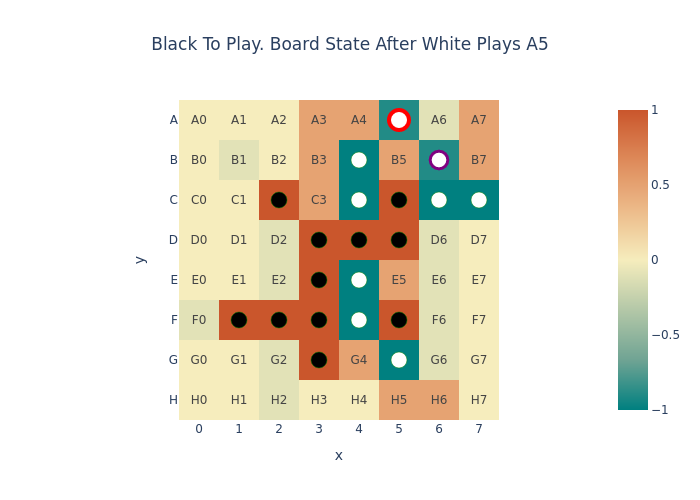 Black To Play. Board State After White Plays A5
A A0 A1 A2 A3 A4 A6 A7
B B0 B1 B2 B3 B5 B7
C C0 C1 C3
D D0 D1 D2 D6 D7
E E0 E1 E2 E5 E6 E7
F F0 F6 F7
G G0 G1 G2 G4 G6 G7
H H0 H1 H2 H3 H4 H5 H6 H7
0 1 2 3 4 5 6 7
x
y
1
0.5
0
−0.5
−1